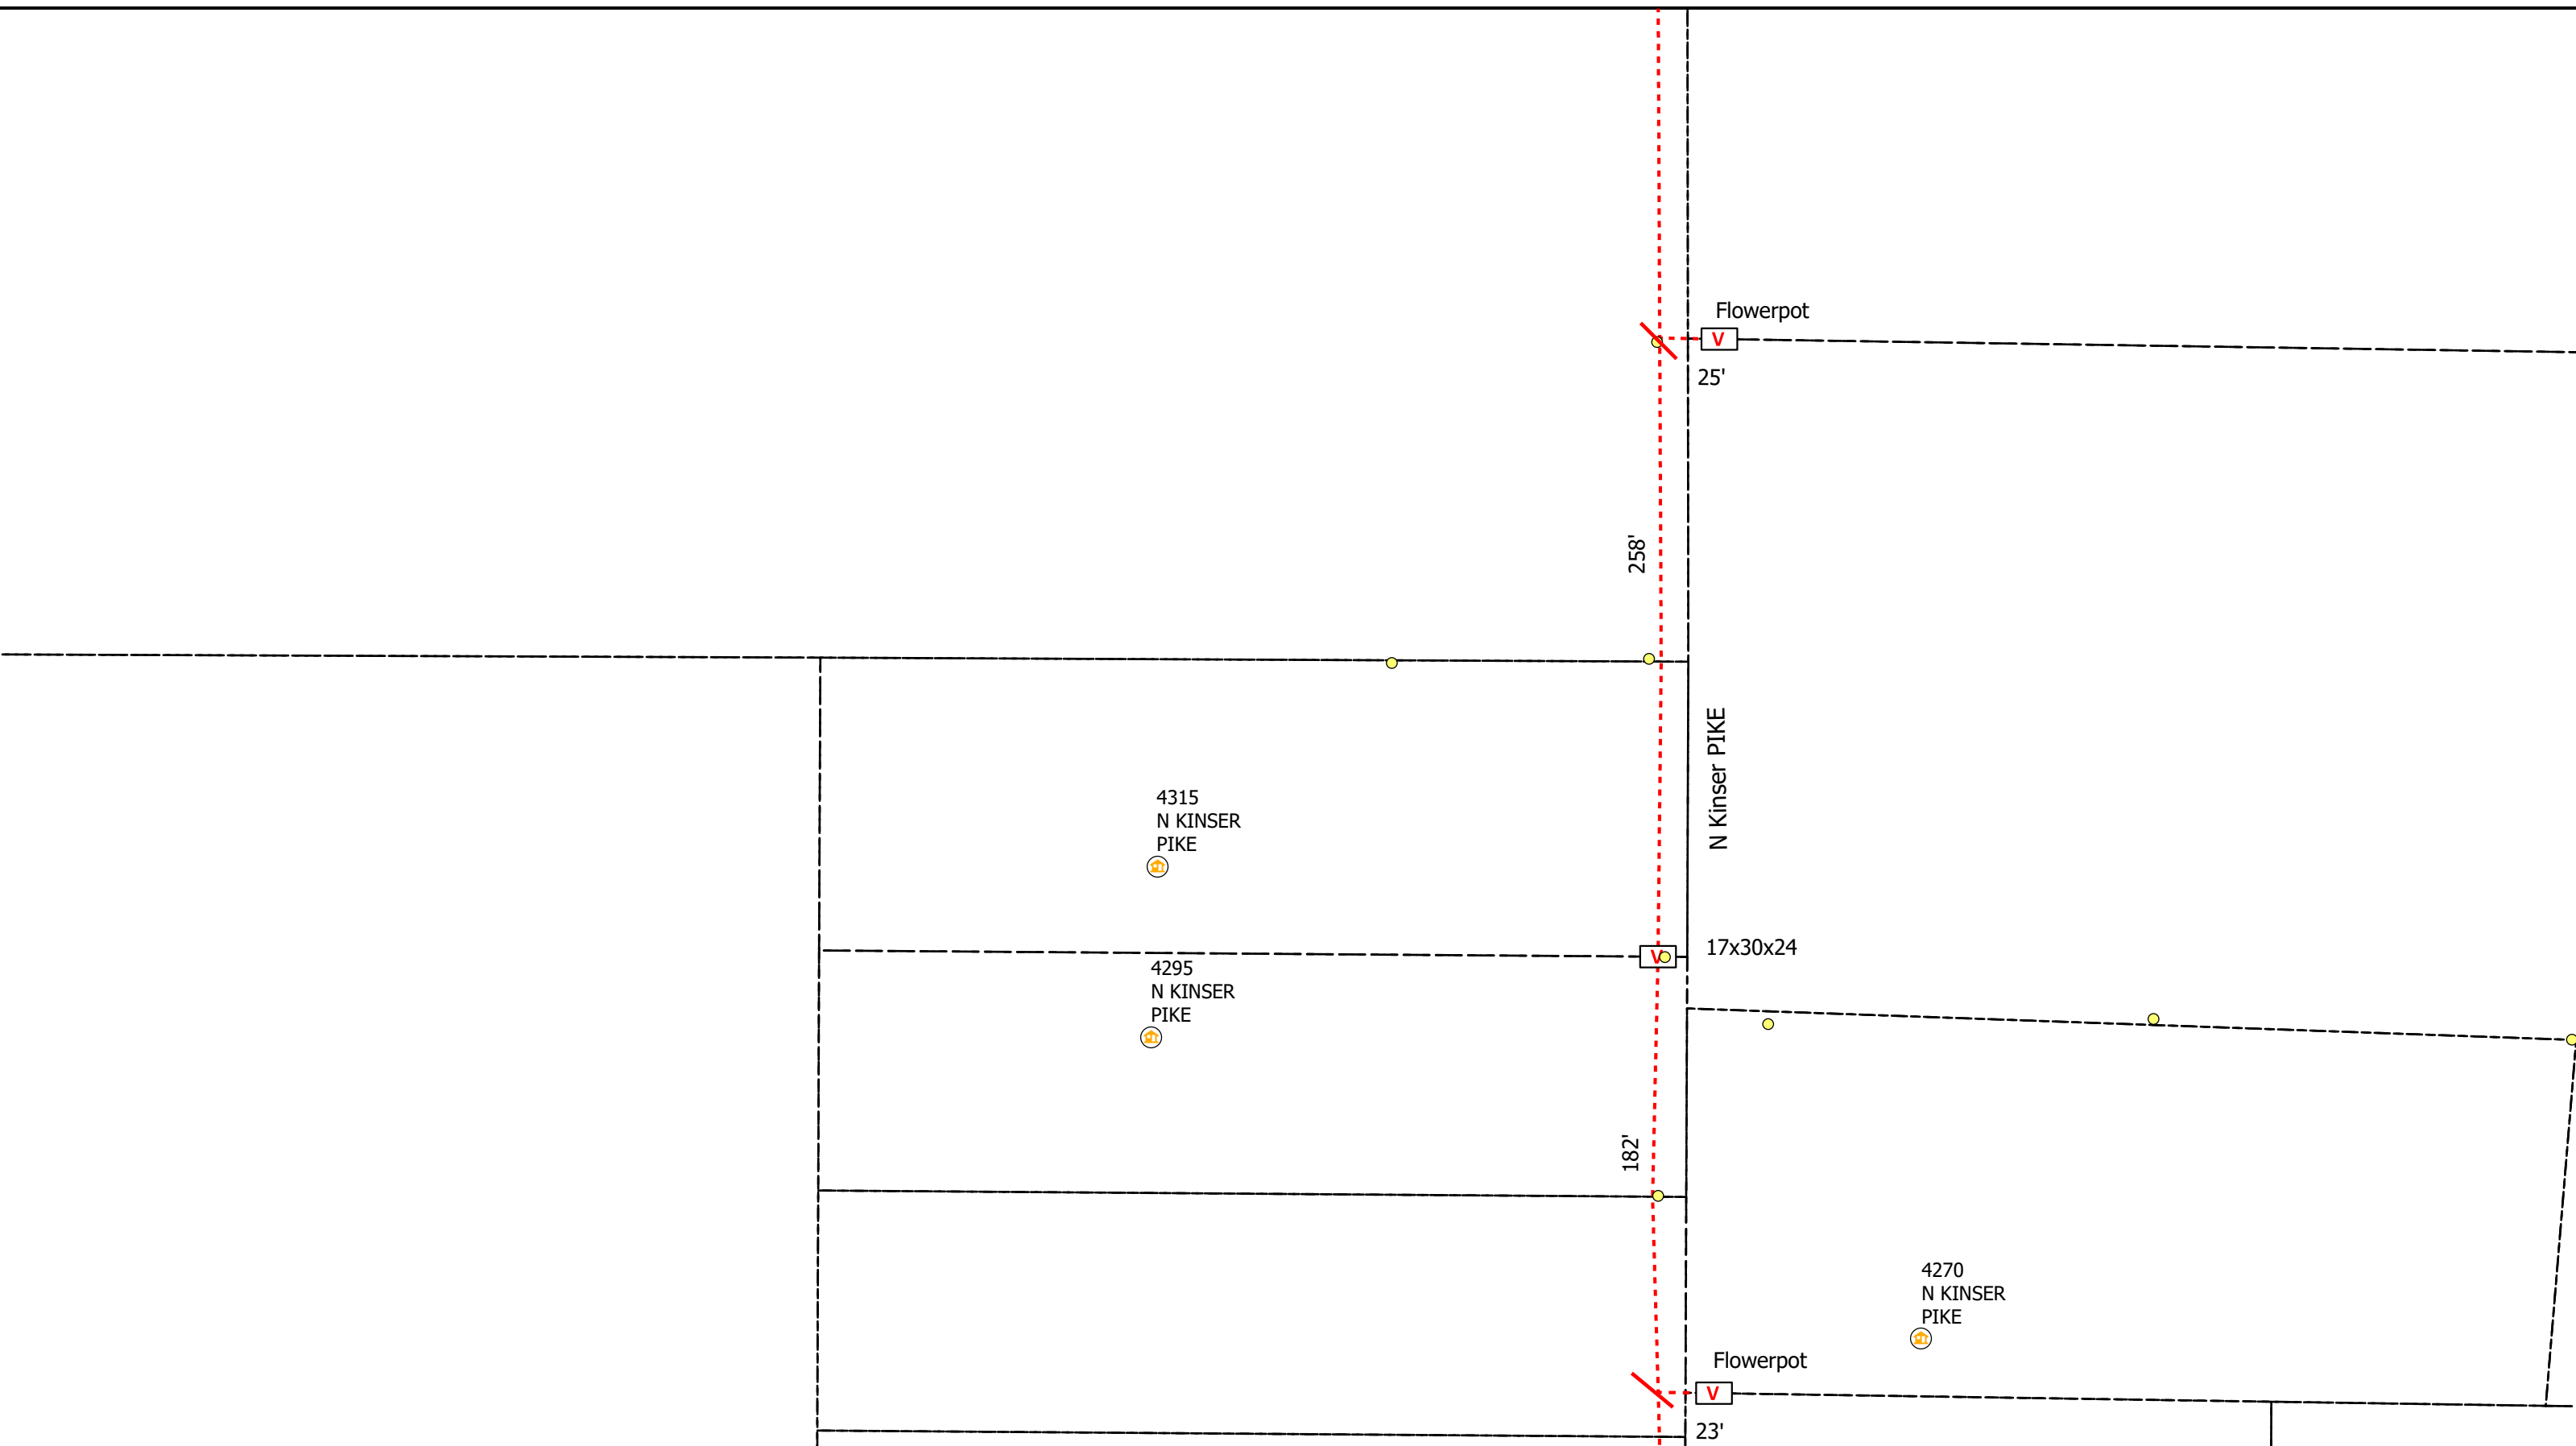 Flowerpot
V
25'
258'
N Kinser PIKE
4315
N KINSER
PIKE
17x30x24
V
4295
N KINSER
PIKE
182'
4270
N KINSER
PIKE
Flowerpot
V
23'